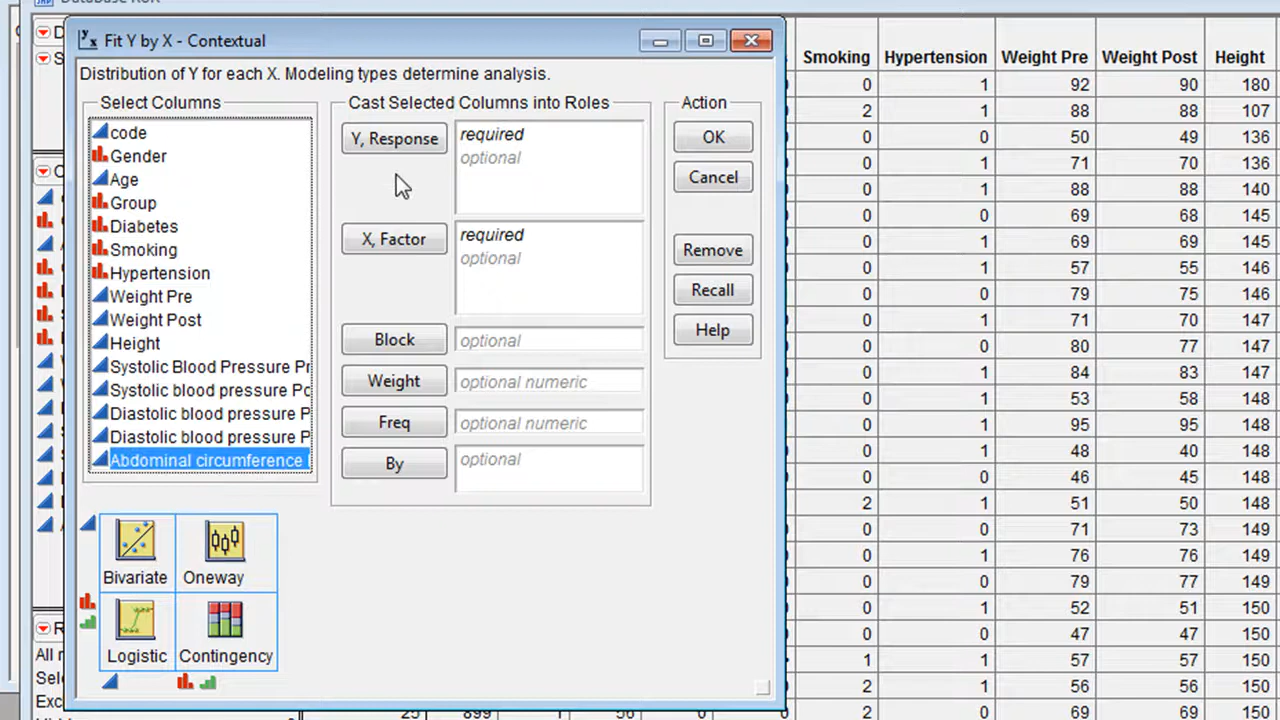 Fit Y by X - Contextual
Distribution of Y for each X. Modeling types determine analysis.
Select Columns
code
Gender
Age
Group
Diabetes
Smoking
Hypertension
Weight Pre
Weight Post
Height
Systolic Blood Pressure Pr
Systolic blood pressure Po
Diastolic blood pressure P
Diastolic blood pressure P
Abdominal circumference
Cast Selected Columns into Roles
Y, Response
required
optional
X, Factor
required
optional
Block
optional
Weight
optional numeric
Freq
optional numeric
By
optional
Action
OK
Cancel
Remove
Recall
Help
Bivariate
Oneway
Logistic
Contingency
Smoking Hypertension Weight Pre Weight Post Height
0 1 92 90 180
2 1 88 88 107
0 0 50 49 136
0 1 71 70 136
0 1 88 88 140
0 0 69 68 145
0 1 69 69 145
0 1 57 55 146
0 0 79 75 146
0 1 71 70 147
0 0 80 77 147
0 1 84 83 147
0 0 53 58 148
0 1 95 95 148
0 1 48 40 148
0 0 46 45 148
2 1 51 50 148
0 0 71 73 149
0 1 76 76 149
0 0 79 77 149
0 1 52 51 150
0 0 47 47 150
1 1 57 57 150
2 1 56 56 150
2 0 69 69 150
All r
Sele
Exc
25 899 1 56 0